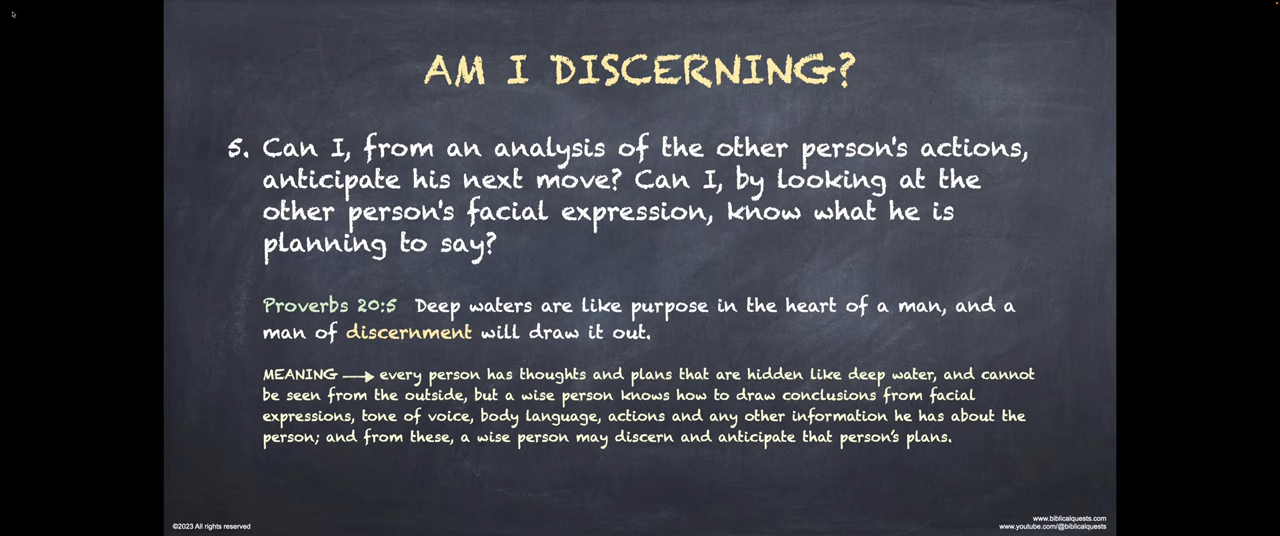 AM I DISCERNING?
5. Can I, from an analysis of the other person's actions,
anticipate his next move? Can I, by looking at the
other person's facial expression, know what he is
planning to say?
Proverbs 20:5 Deep waters are like purpose in the heart of a man, and a
man of discernment will draw it out.
MEANING → every person has thoughts and plans that are hidden like deep water, and cannot
be seen from the outside, but a wise person knows how to draw conclusions from facial
expressions, tone of voice, body language, actions and any other information he has about the
person; and from these, a wise person may discern and anticipate that person's plans.
©2023 All rights reserved
www.biblicalquests.com
www.youtube.com/@biblicalquests